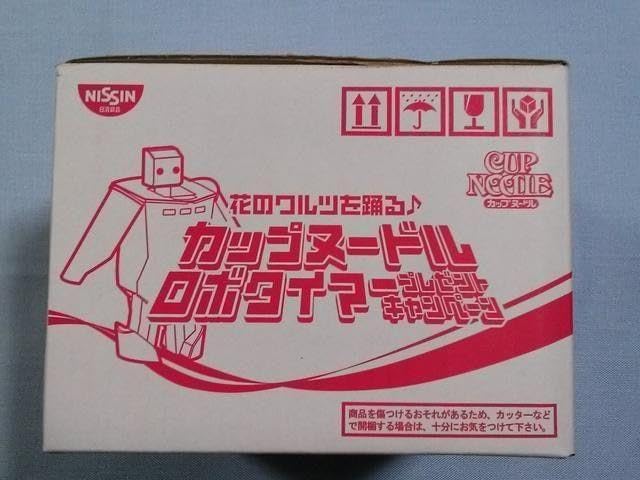 NISSIN
日清食品
CUP
NOODLE
カップヌードル
花のワルツを踊る♪
カップヌードル
ロボタイマープレゼント
キャンペーン
商品を傷つけるおそれがあるため、カッターなど
で開梱する場合は、十分にお気をつけて下さい。